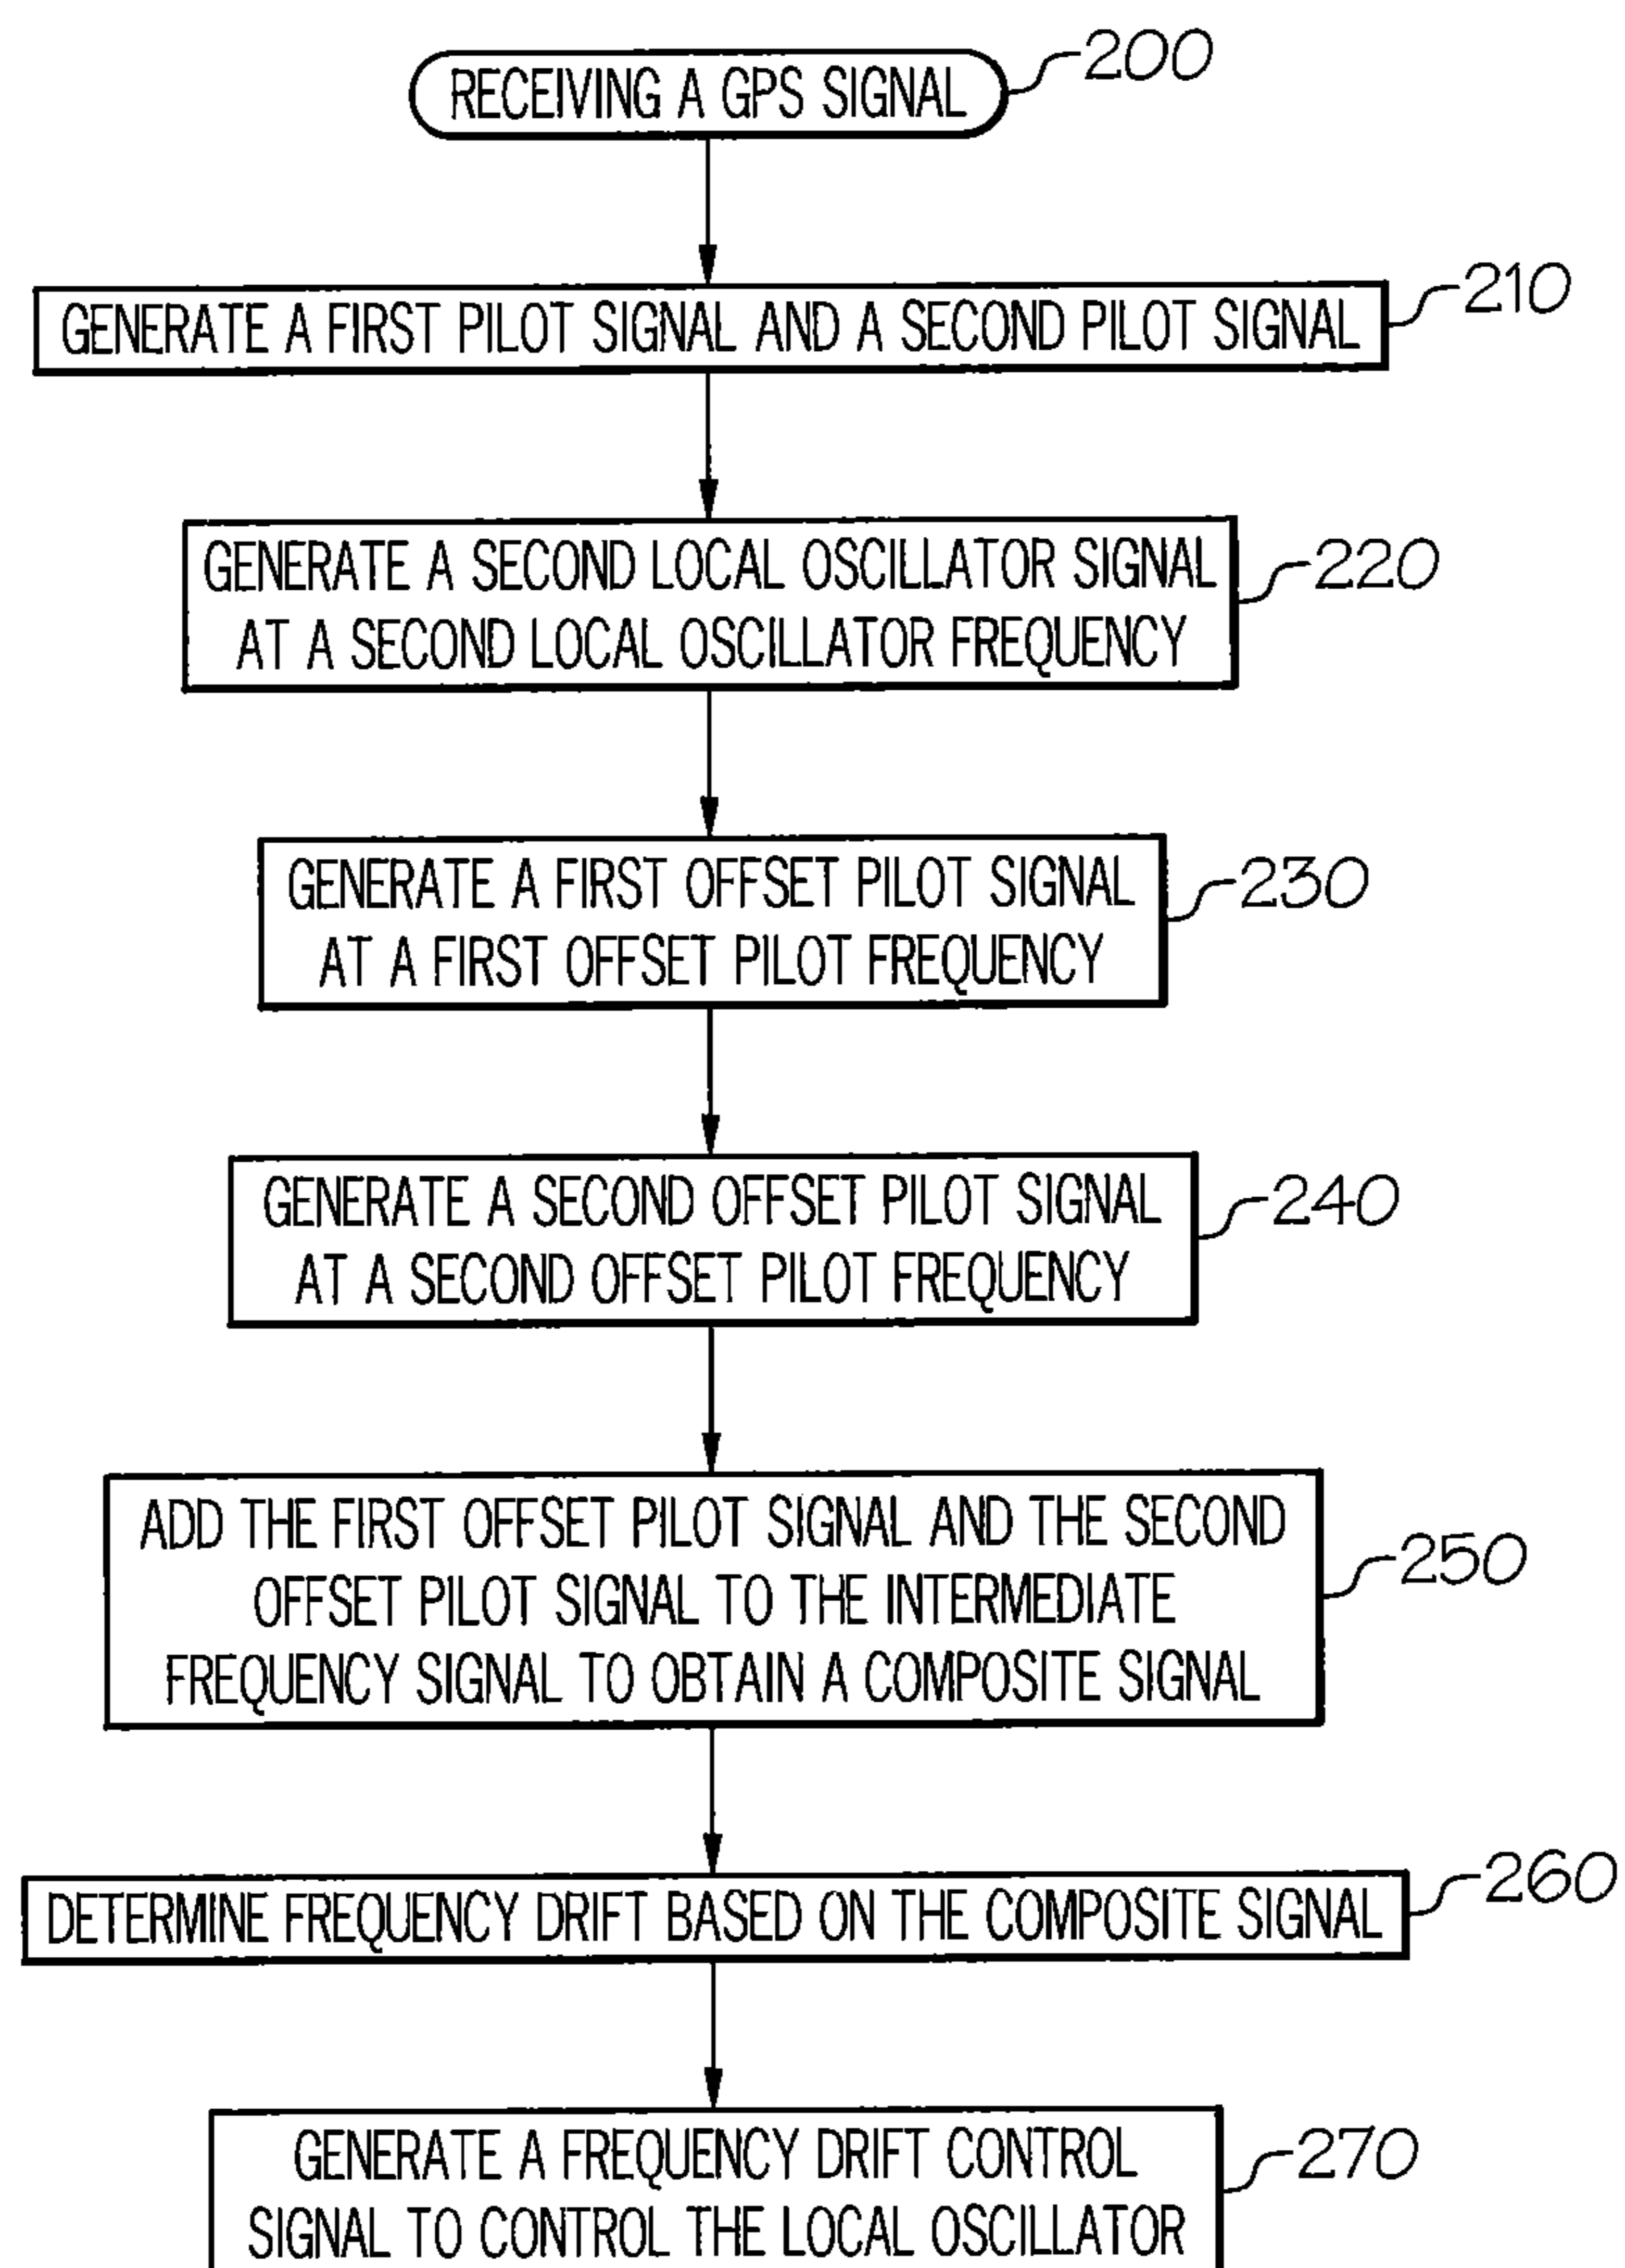 RECEIVING A GPS SIGNAL
200
GENERATE A FIRST PILOT SIGNAL AND A SECOND PILOT SIGNAL
210
GENERATE A SECOND LOCAL OSCILLATOR SIGNAL
AT A SECOND LOCAL OSCILLATOR FREQUENCY
220
GENERATE A FIRST OFFSET PILOT SIGNAL
AT A FIRST OFFSET PILOT FREQUENCY
230
GENERATE A SECOND OFFSET PILOT SIGNAL
AT A SECOND OFFSET PILOT FREQUENCY
240
ADD THE FIRST OFFSET PILOT SIGNAL AND THE SECOND
OFFSET PILOT SIGNAL TO THE INTERMEDIATE
FREQUENCY SIGNAL TO OBTAIN A COMPOSITE SIGNAL
250
DETERMINE FREQUENCY DRIFT BASED ON THE COMPOSITE SIGNAL
260
GENERATE A FREQUENCY DRIFT CONTROL
SIGNAL TO CONTROL THE LOCAL OSCILLATOR
270